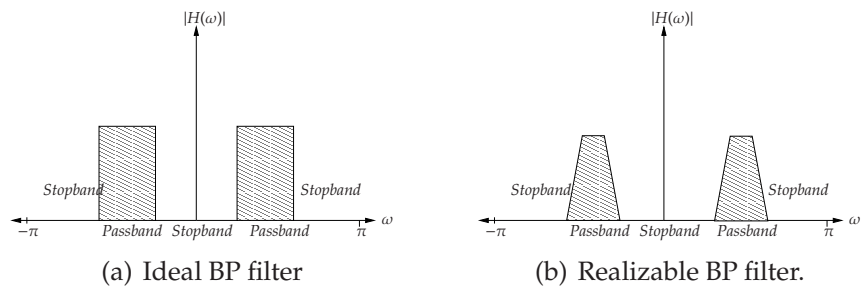 |H(ω)|
Stopband
Stopband
−π
Passband
Stopband
Passband
π
ω
(a) Ideal BP filter
|H(ω)|
Stopband
Stopband
−π
Passband
Stopband
Passband
π
ω
(b) Realizable BP filter.